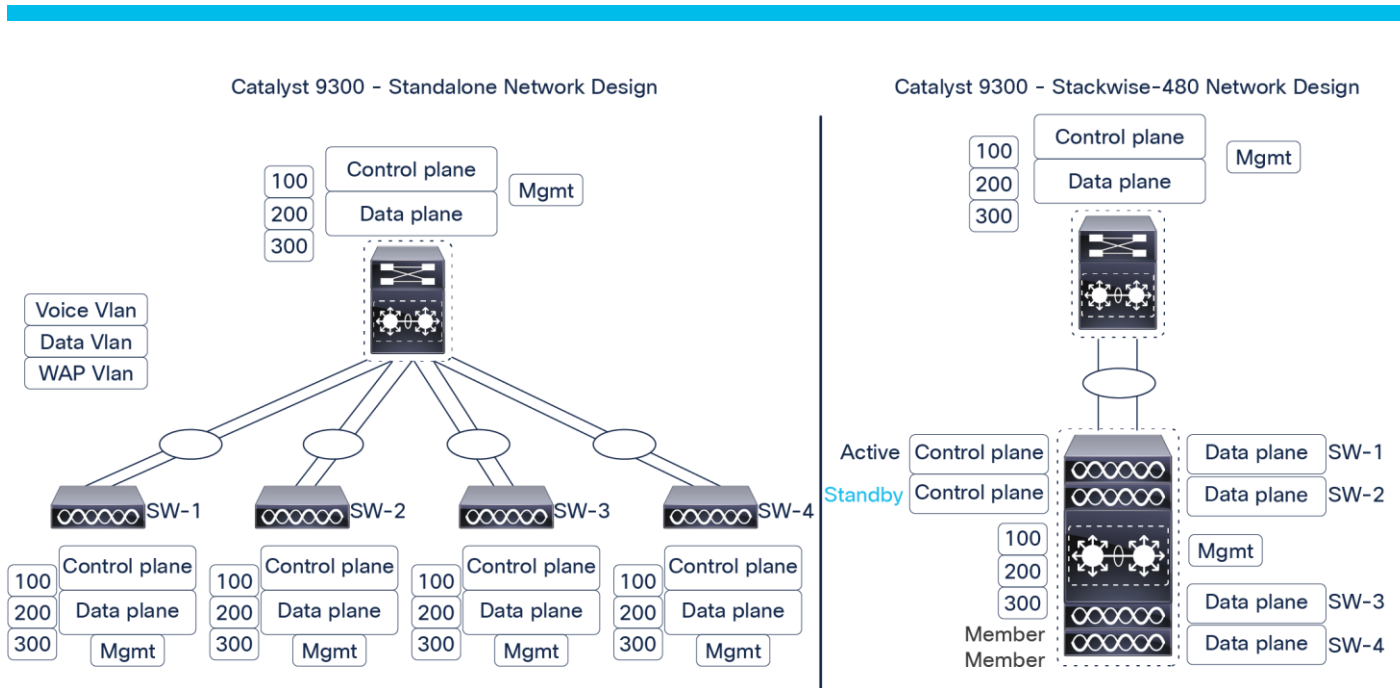 Catalyst 9300 - Standalone Network Design
Control plane
100
Mgmt
200
Data plane
300
Voice Vlan
Data Vlan
WAP Vlan
SW-1
SW-2
SW-3
SW-4
Control plane
100
200
Data plane
300
Mgmt
Control plane
100
200
Data plane
300
Mgmt
Control plane
100
200
Data plane
300
Mgmt
Control plane
100
200
Data plane
300
Mgmt
Catalyst 9300 - Stackwise-480 Network Design
Control plane
100
Mgmt
200
Data plane
300
Active Control plane
Data plane SW-1
Standby Control plane
Data plane SW-2
100
200
300
Mgmt
Data plane SW-3
Member
Data plane SW-4
Member